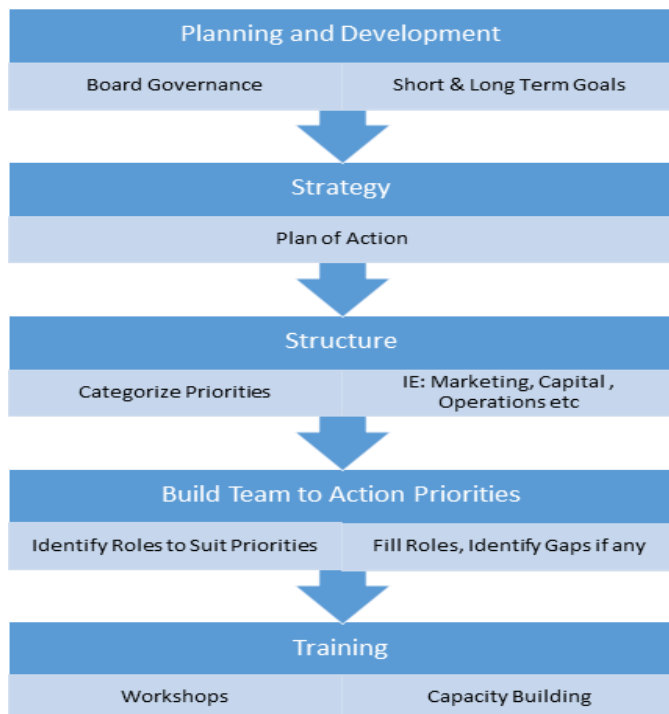 Planning and Development
Board Governance
Short & Long Term Goals
Strategy
Plan of Action
Structure
Categorize Priorities
IE: Marketing, Capital ,
Operations etc
Build Team to Action Priorities
Identify Roles to Suit Priorities
Fill Roles, Identify Gaps if any
Training
Workshops
Capacity Building